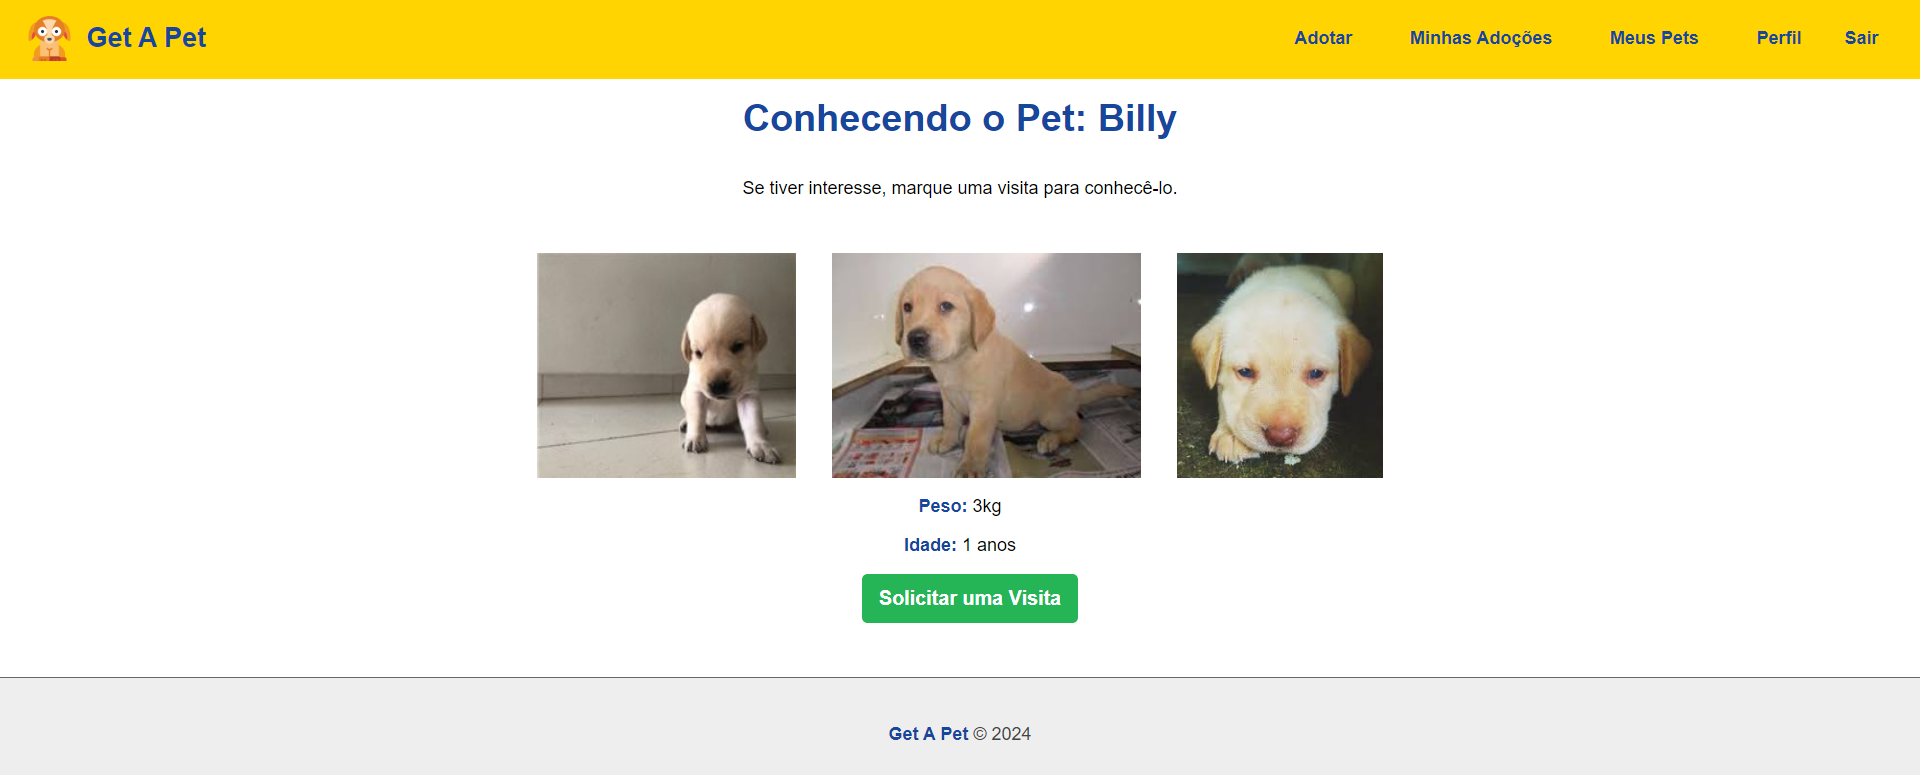 Get A Pet
Adotar Minhas Adoções Meus Pets Perfil Sair
Conhecendo o Pet: Billy
Se tiver interesse, marque uma visita para conhecê-lo.
Peso: 3kg
Idade: 1 anos
Solicitar uma Visita
Get A Pet © 2024